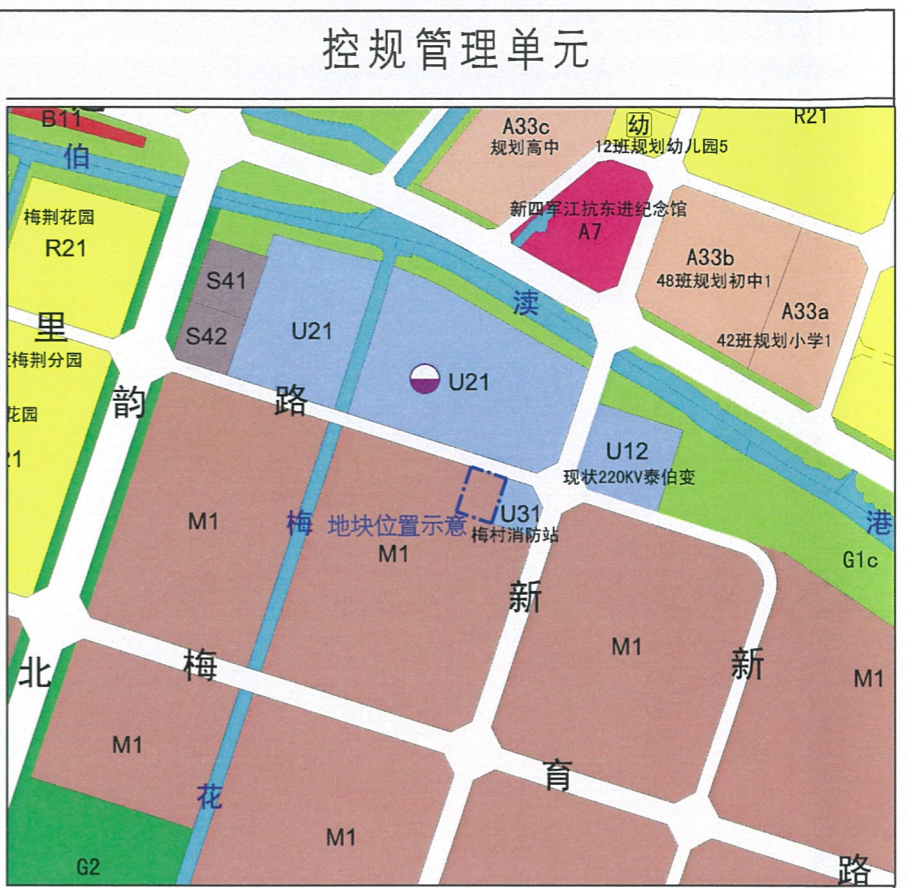 控规管理单元
B11
伯
A33c
规划高中
幼
12班规划幼儿园5
R21
梅荆花园
R21
新四军江抗东进纪念馆
A7
A33b
48班规划初中1
S41
A33a
42班规划小学1
渎
里
S42
U21
梅荆分园
韵
路
U21
花园
21
U12
现状220KV泰伯变
M1
梅
地块位置示意
U31
梅村消防站
港
M1
G1c
新
M1
新
M1
北
梅
M1
育
花
M1
G2
路